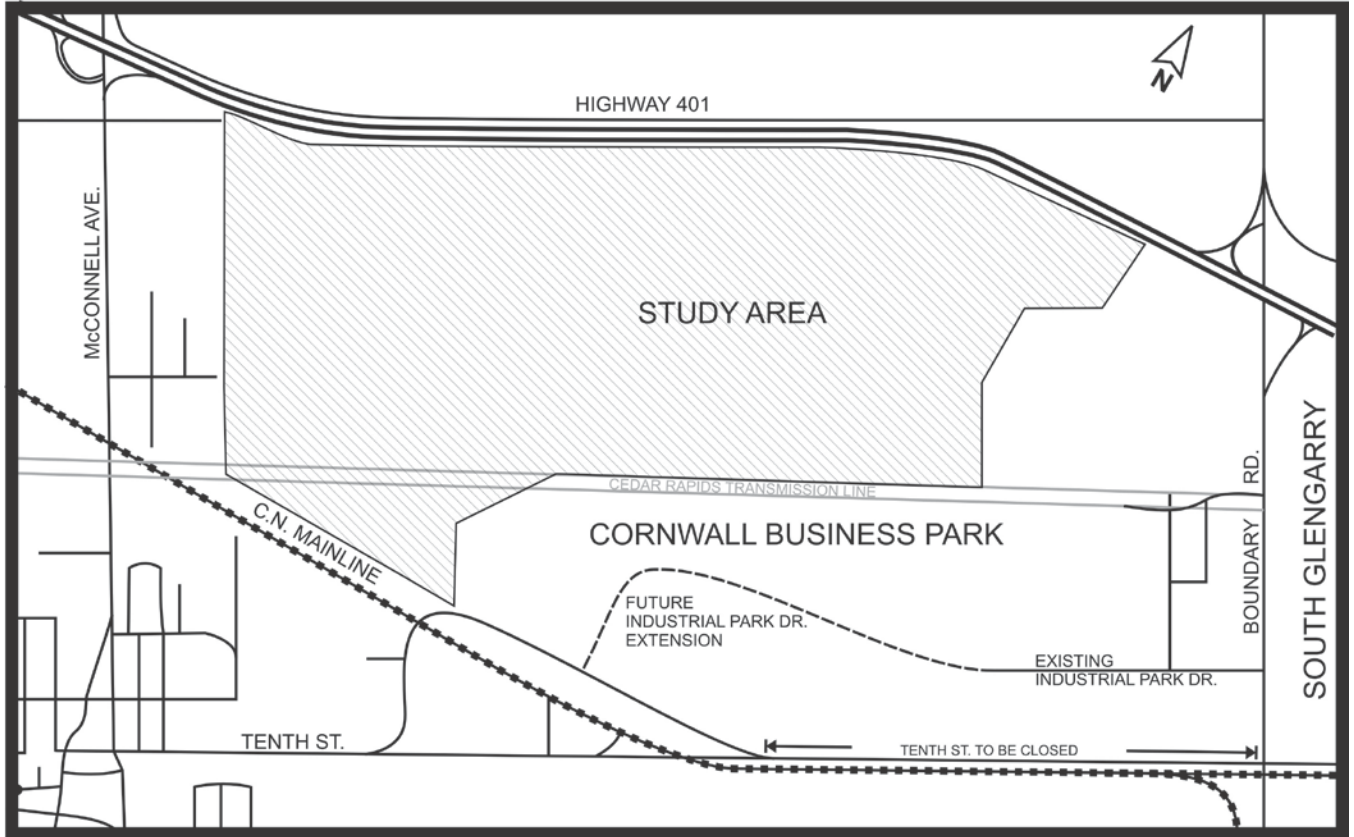 N
HIGHWAY 401
McCONNELL AVE.
STUDY AREA
CEDAR RAPIDS TRANSMISSION LINE
C.N. MAINLINE
CORNWALL BUSINESS PARK
BOUNDARY RD.
SOUTH GLENGARRY
FUTURE
INDUSTRIAL PARK DR.
EXTENSION
EXISTING
INDUSTRIAL PARK DR.
TENTH ST.
TENTH ST. TO BE CLOSED